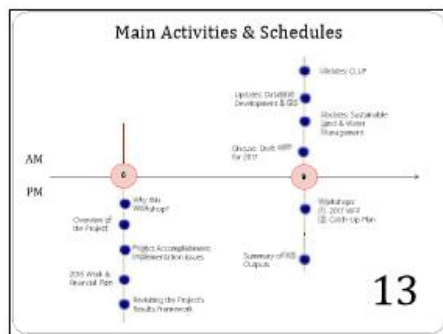 Main Activities & Schedules
Updates: CLUP
Updates: Database
Development & GIS
Updates: Sustainable
Land & Water
Management
Discuss: Draft WFP
for 2017
AM
PM
Why this
Workshop?
Overview of
the Project
Project Accomplishment
Implementation Issues
2016 Work &
Financial Plan
Revisiting the Project's
Results Framework
Workshops:
(1) 2017 WFP
(2) Catch-Up Plan
Summary of
Outputs
13